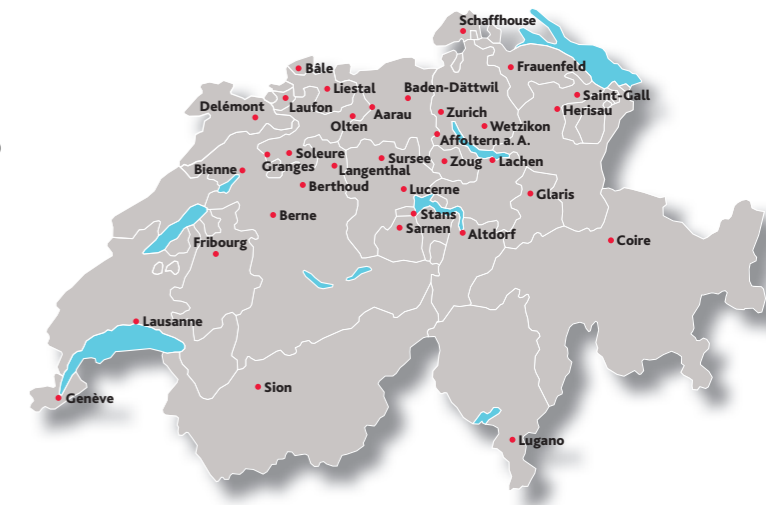 Schaffhouse
Bâle
Frauenfeld
Liestal
Baden-Dättwil
Saint-Gall
Delémont
Laufon
Aarau
Zurich
Herisau
Olten
Wetzikon
Affoltern a. A.
Soleure
Sursee
Zoug
Lachen
Bienne
Granges
Langenthal
Berthoud
Lucerne
Glaris
Berne
Stans
Sarnen
Altdorf
Fribourg
Coire
Lausanne
Sion
Genève
Lugano